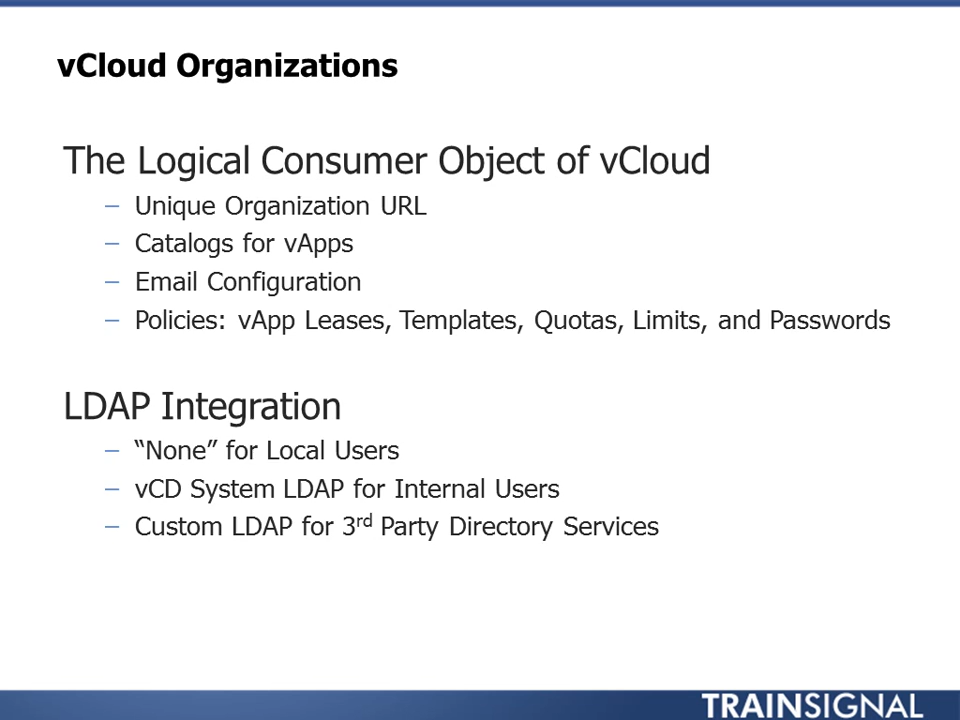 vCloud Organizations
The Logical Consumer Object of vCloud
– Unique Organization URL
– Catalogs for vApps
– Email Configuration
– Policies: vApp Leases, Templates, Quotas, Limits, and Passwords
LDAP Integration
– “None” for Local Users
– vCD System LDAP for Internal Users
– Custom LDAP for 3rd Party Directory Services
TRAINSIGNAL